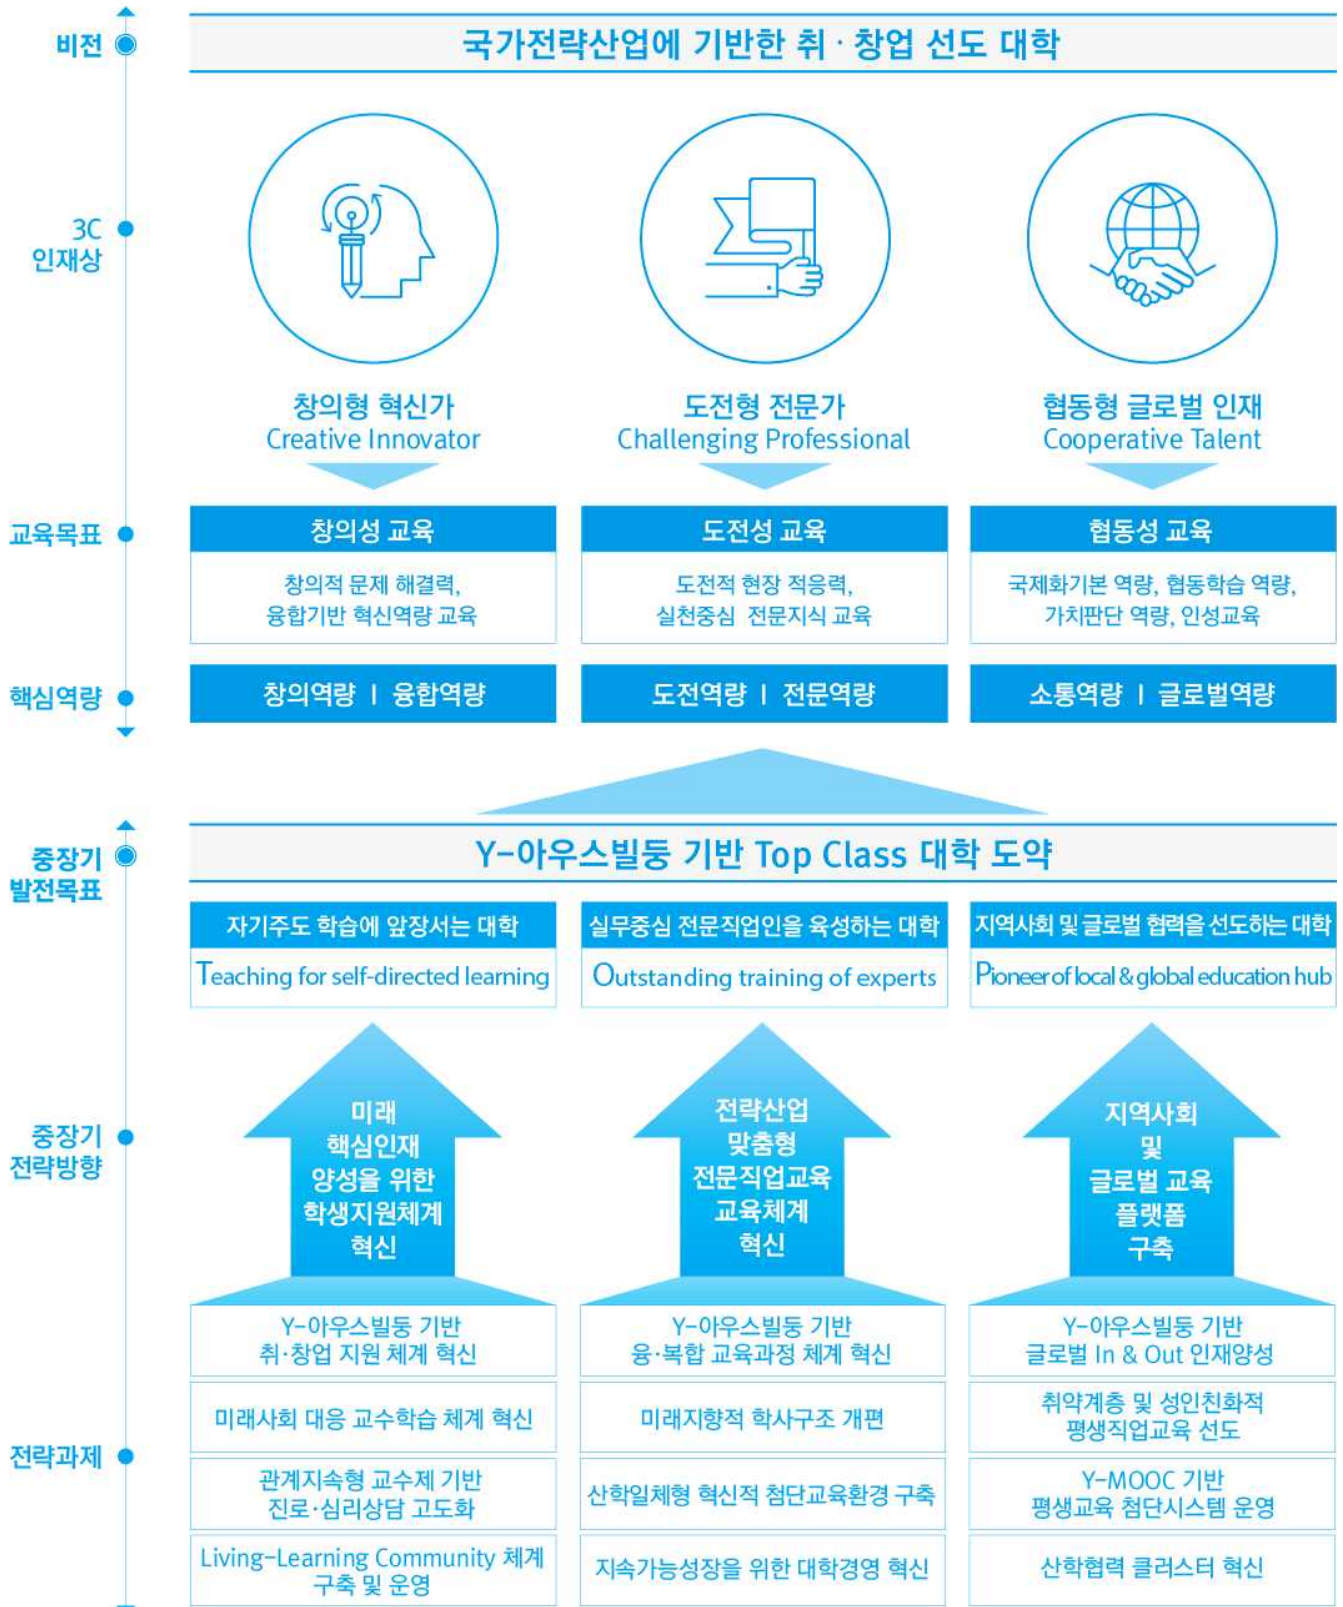 비전
국가전략산업에 기반한 취 · 창업 선도 대학
3C
인재상
창의형 혁신가
Creative Innovator
도전형 전문가
Challenging Professional
협동형 글로벌 인재
Cooperative Talent
교육목표
창의성 교육
창의적 문제 해결력,
융합기반 혁신역량 교육
도전성 교육
도전적 현장 적응력,
실천중심 전문지식 교육
협동성 교육
국제화기본 역량, 협동학습 역량,
가치판단 역량, 인성교육
핵심역량
창의역량 | 융합역량
도전역량 | 전문역량
소통역량 | 글로벌역량
중장기
발전목표
Y-아우스빌둥 기반 Top Class 대학 도약
자기주도 학습에 앞장서는 대학
Teaching for self-directed learning
실무중심 전문직업인을 육성하는 대학
Outstanding training of experts
지역사회 및 글로벌 협력을 선도하는 대학
Pioneer of local & global education hub
중장기
전략방향
미래
핵심인재
양성을 위한
학생지원체계
혁신
전략산업
맞춤형
전문직업교육
교육체계
혁신
지역사회
및
글로벌 교육
플랫폼
구축
전략과제
Y-아우스빌둥 기반
취·창업 지원 체계 혁신
미래사회 대응 교수학습 체계 혁신
관계지속형 교수제 기반
진로·심리상담 고도화
Living-Learning Community 체계
구축 및 운영
Y-아우스빌둥 기반
융·복합 교육과정 체계 혁신
미래지향적 학사구조 개편
산학일체형 혁신적 첨단교육환경 구축
지속가능성장을 위한 대학경영 혁신
Y-아우스빌둥 기반
글로벌 In & Out 인재양성
취약계층 및 성인친화적
평생직업교육 선도
Y-MOOC 기반
평생교육 첨단시스템 운영
산학협력 클러스터 혁신